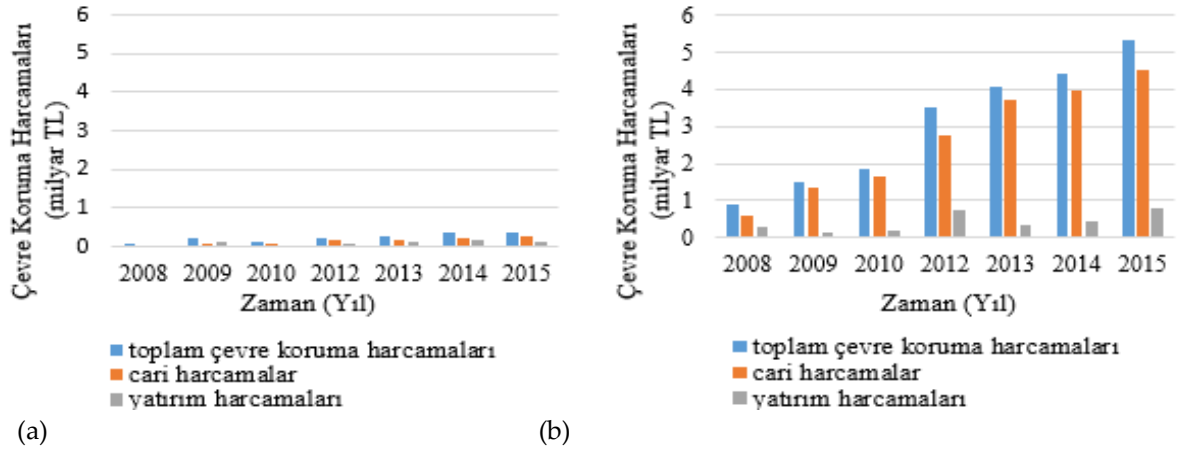 Çevre Koruma Harcamaları
(milyar TL)
6
5
4
3
2
1
0
2008 2009 2010 2012 2013 2014 2015
Zaman (Yıl)
toplam çevre koruma harcamaları
cari harcamalar
yatırım harcamaları
(a)
Çevre Koruma Harcamaları
(milyar TL)
6
5
4
3
2
1
0
2008 2009 2010 2012 2013 2014 2015
Zaman (Yıl)
toplam çevre koruma harcamaları
cari harcamalar
yatırım harcamaları
(b)